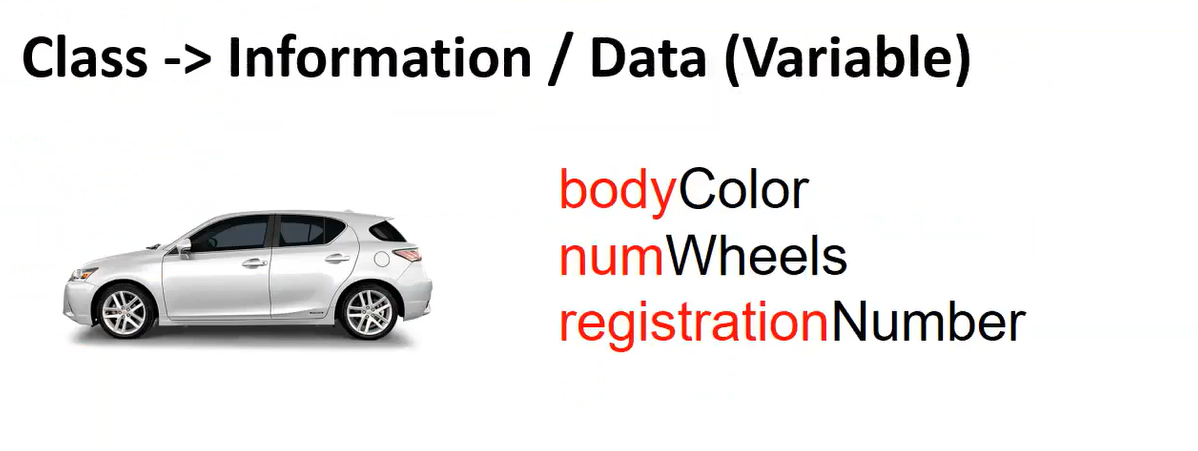 Class -> Information / Data (Variable)
bodyColor
numWheels
registrationNumber